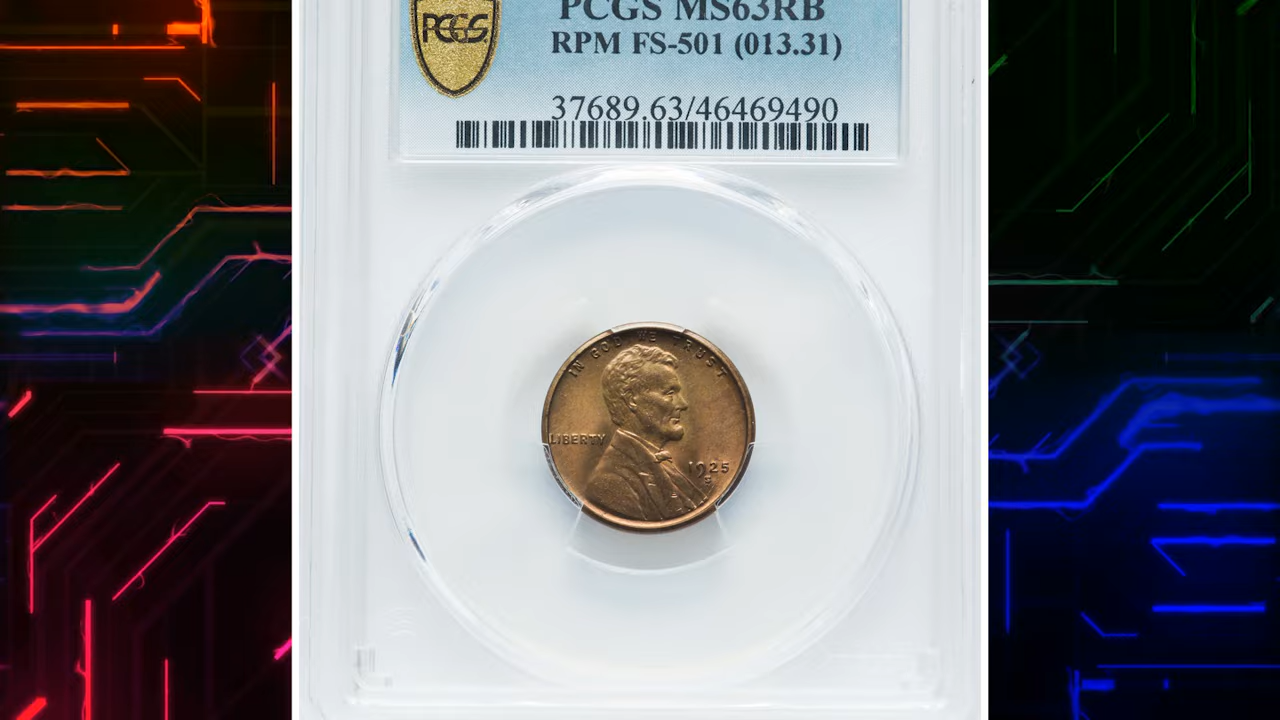 PCGS MS63RB
PCGS
RPM FS-501 (013.31)
37689.63/46469490
IN GOD WE TRUST
LIBERTY
1925
S